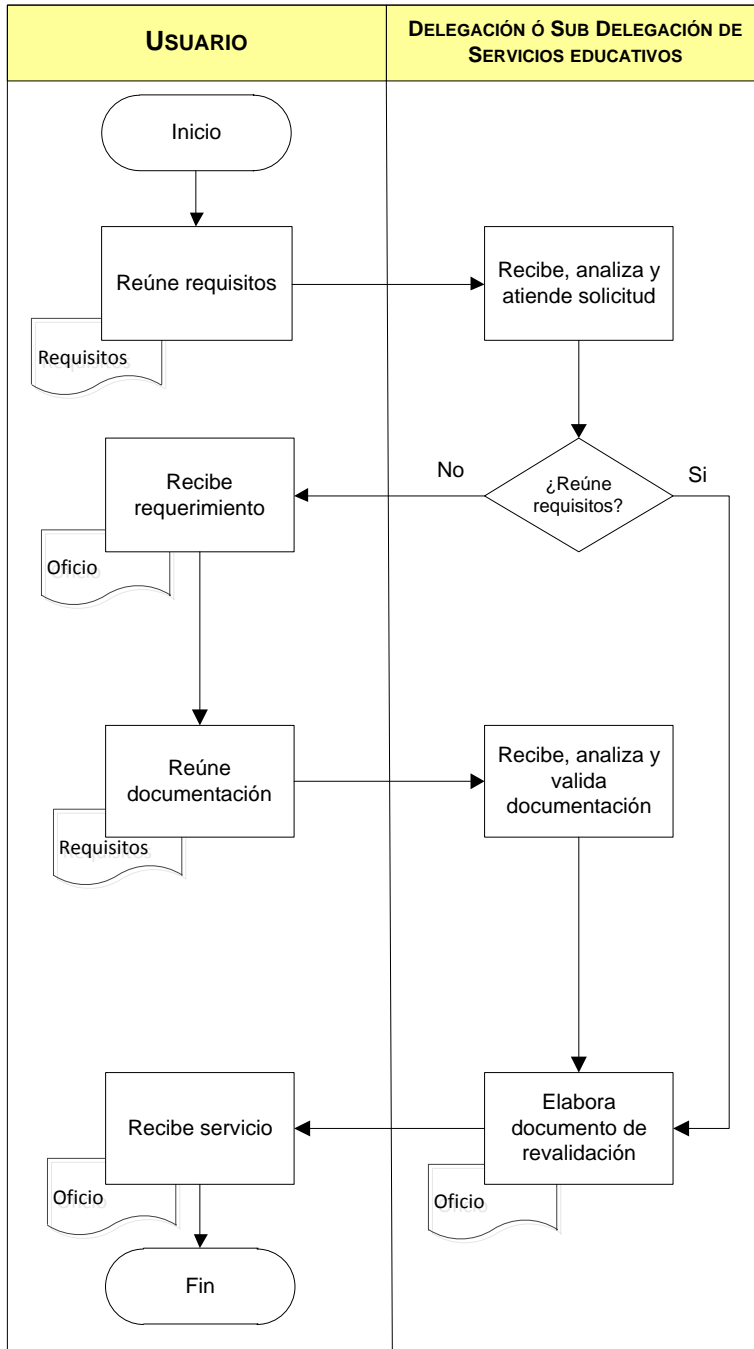 USUARIO
DELEGACIÓN Ó SUB DELEGACIÓN DE
SERVICIOS EDUCATIVOS
Inicio
Reúne requisitos
Requisitos
Recibe, analiza y
atiende solicitud
¿Reúne
requisitos?
No
Si
Recibe
requerimiento
Oficio
Reúne
documentación
Requisitos
Recibe, analiza y
valida
documentación
Elabora
documento de
revalidación
Oficio
Recibe servicio
Oficio
Fin